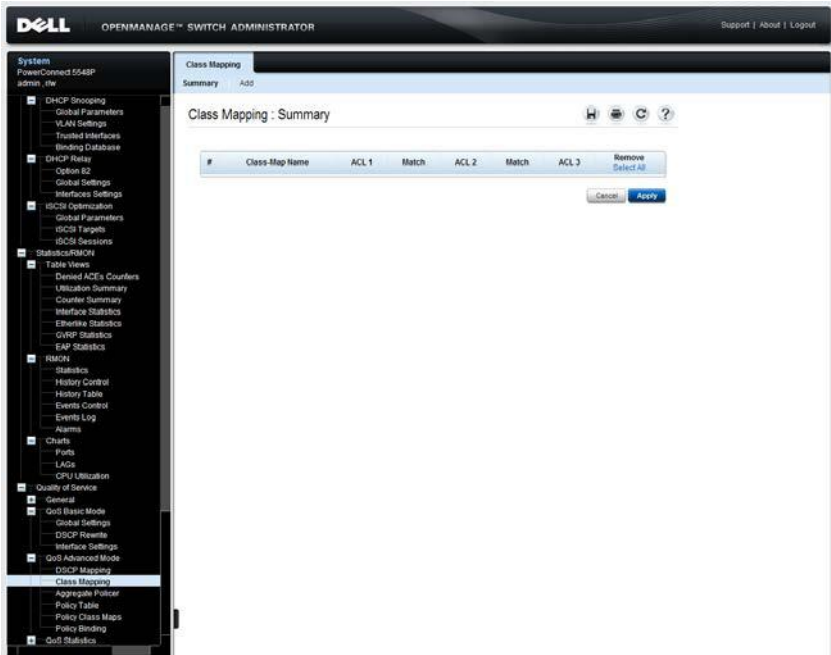 DELL OPENMANAGE™ SWITCH ADMINISTRATOR Support | About | Logout
System
PowerConnect 5548P
admin , r/w
DHCP Snooping
Global Parameters
VLAN Settings
Trusted Interfaces
Binding Database
DHCP Relay
Option 82
Global Settings
Interfaces Settings
iSCSI Optimization
Global Parameters
iSCSI Targets
iSCSI Sessions
Statistics/RMON
Table Views
Denied ACEs Counters
Utilization Summary
Counter Summary
Interface Statistics
Etherlike Statistics
GVRP Statistics
EAP Statistics
RMON
Statistics
History Control
History Table
Events Control
Events Log
Alarms
Charts
Ports
LAGs
CPU Utilization
Quality of Service
General
QoS Basic Mode
Global Settings
DSCP Rewrite
Interface Settings
QoS Advanced Mode
DSCP Mapping
Class Mapping
Aggregate Policer
Policy Table
Policy Class Maps
Policy Binding
QoS Statistics
Class Mapping
Summary Add
Class Mapping : Summary
# Class-Map Name ACL 1 Match ACL 2 Match ACL 3 Remove
Select All
Cancel Apply